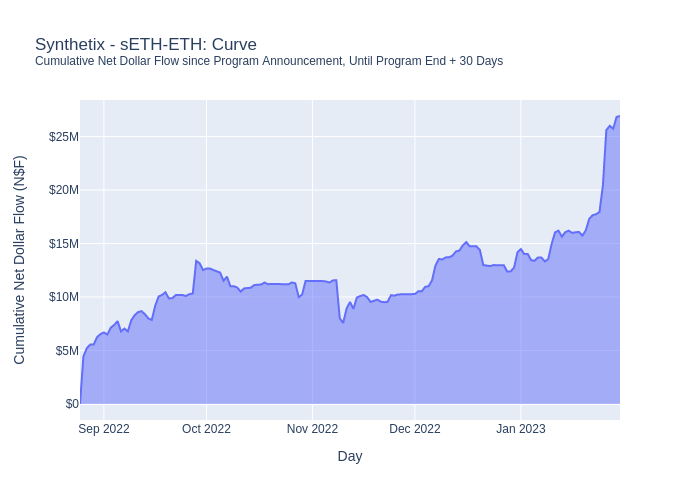 Synthetix - sETH-ETH: Curve
Cumulative Net Dollar Flow since Program Announcement, Until Program End + 30 Days
Cumulative Net Dollar Flow (N$F)
$25M
$20M
$15M
$10M
$5M
$0
Sep 2022 Oct 2022 Nov 2022 Dec 2022 Jan 2023
Day